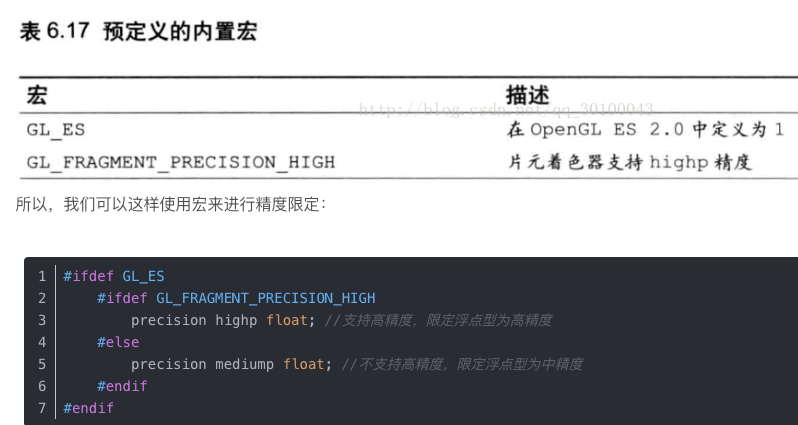 表 6.17 预定义的内置宏
宏 描述
http://blog.csdn.net/qq_30100043
GL_ES 在 OpenGL ES 2.0 中定义为 1
GL_FRAGMENT_PRECISION_HIGH 片元着色器支持 highp 精度
所以，我们可以这样使用宏来进行精度限定：
1 #ifdef GL_ES
2 #ifdef GL_FRAGMENT_PRECISION_HIGH
3 precision highp float; //支持高精度，限定浮点型为高精度
4 #else
5 precision mediump float; //不支持高精度，限定浮点型为中精度
6 #endif
7 #endif